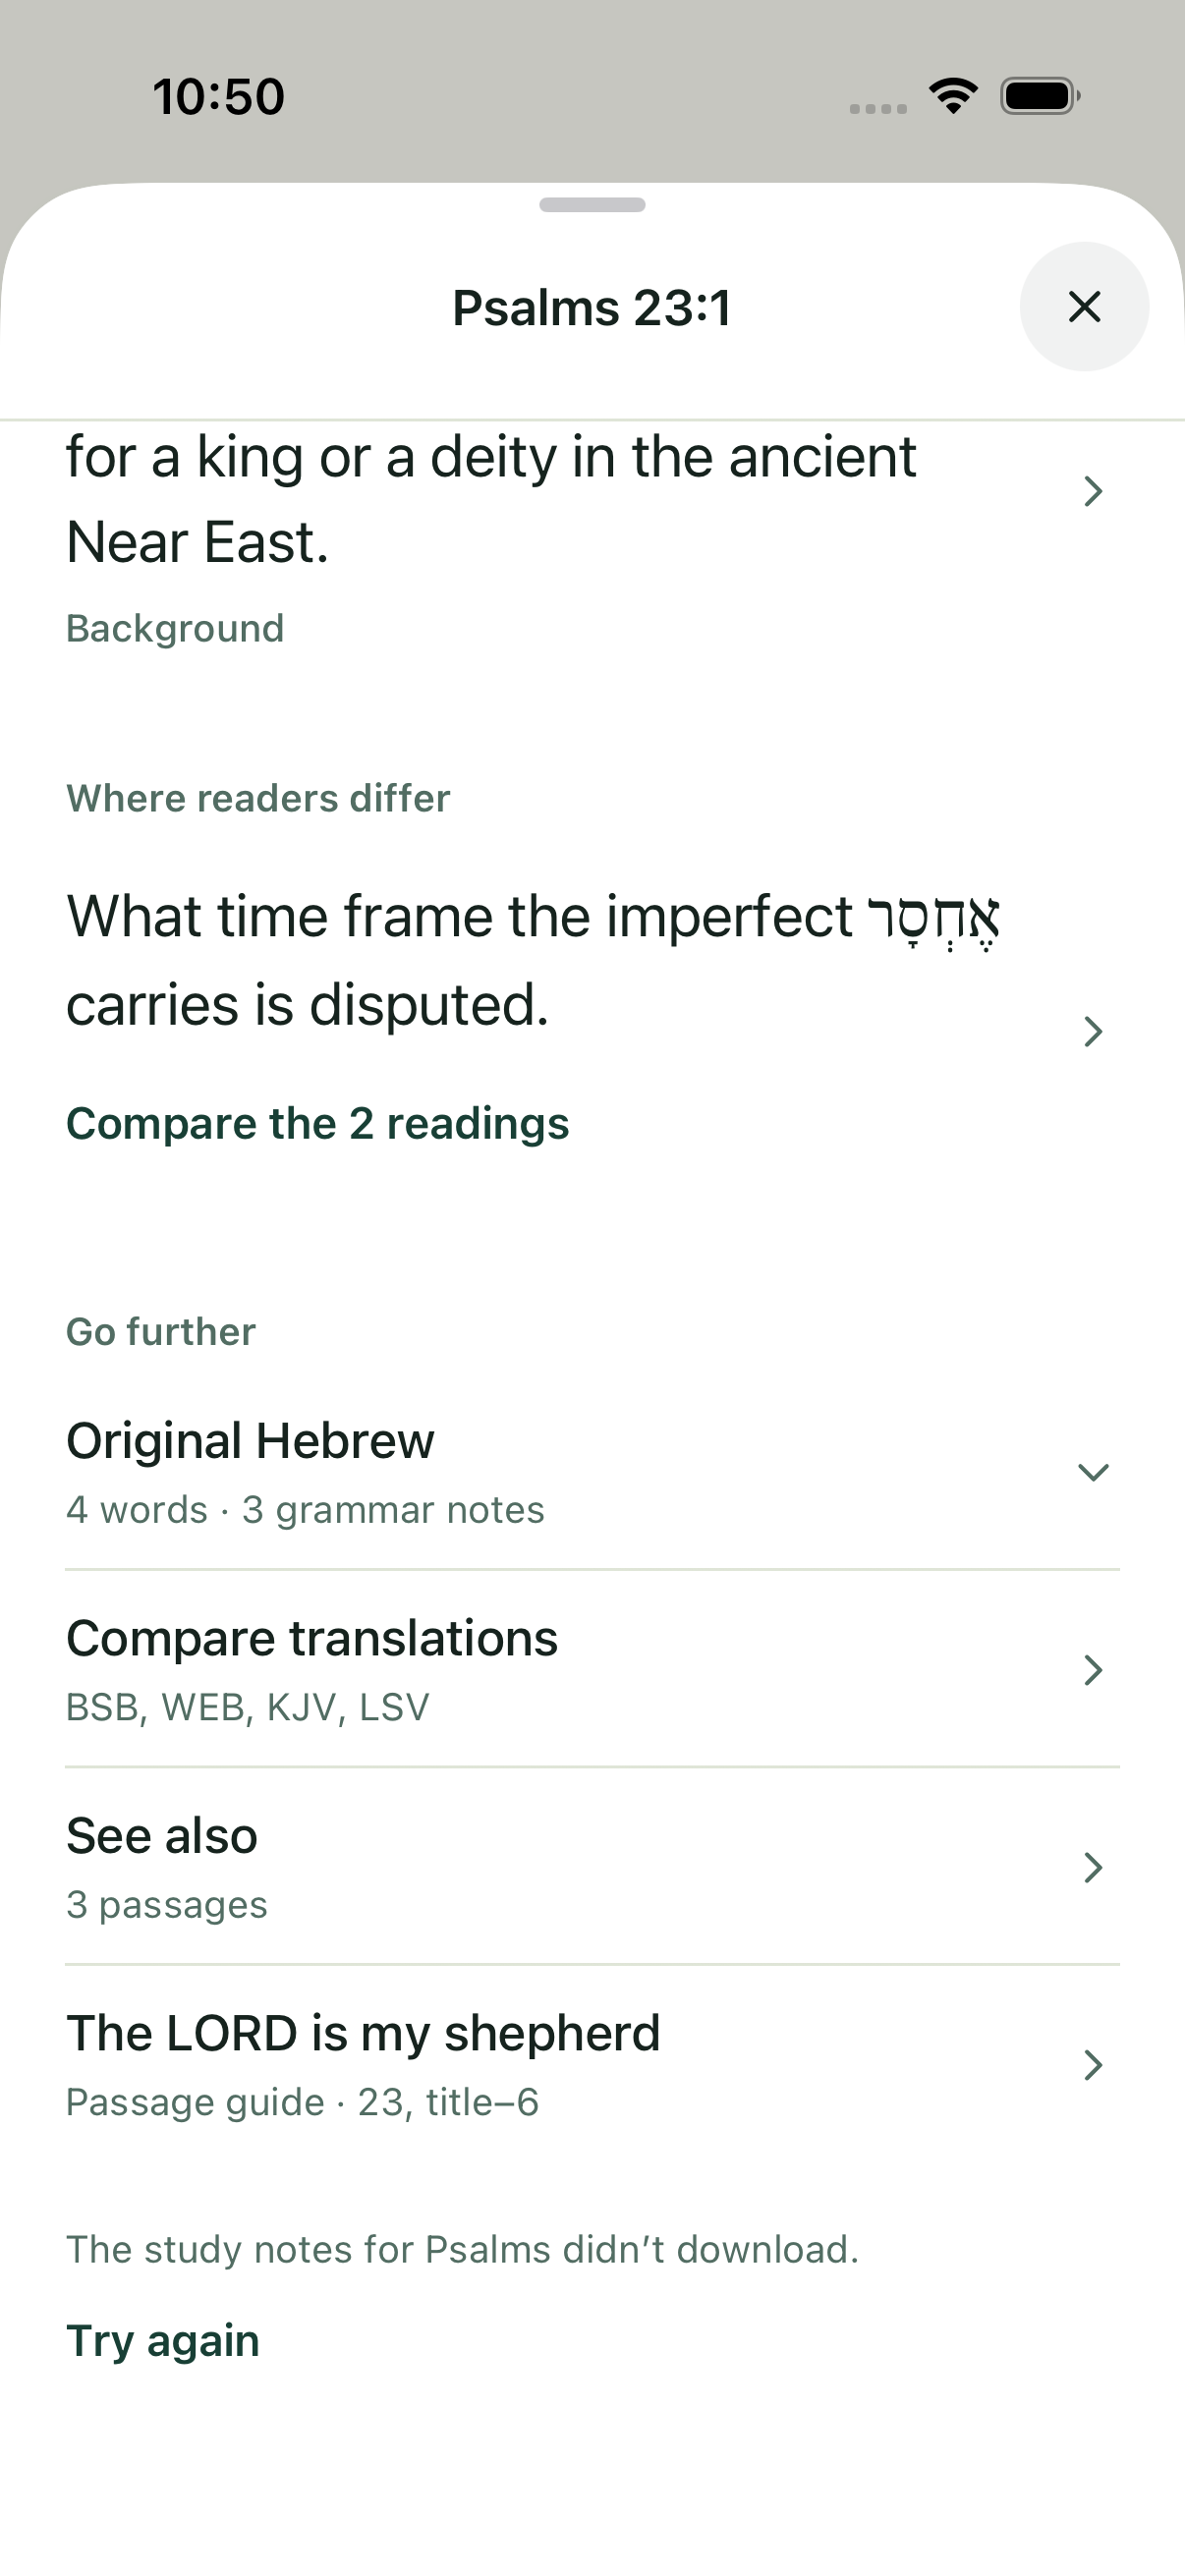 10:50
Psalms 23:1
for a king or a deity in the ancient
Near East.
Background
Where readers differ
What time frame the imperfect אֶחְסָר
carries is disputed.
Compare the 2 readings
Go further
Original Hebrew
4 words · 3 grammar notes
Compare translations
BSB, WEB, KJV, LSV
See also
3 passages
The LORD is my shepherd
Passage guide · 23, title–6
The study notes for Psalms didn’t download.
Try again